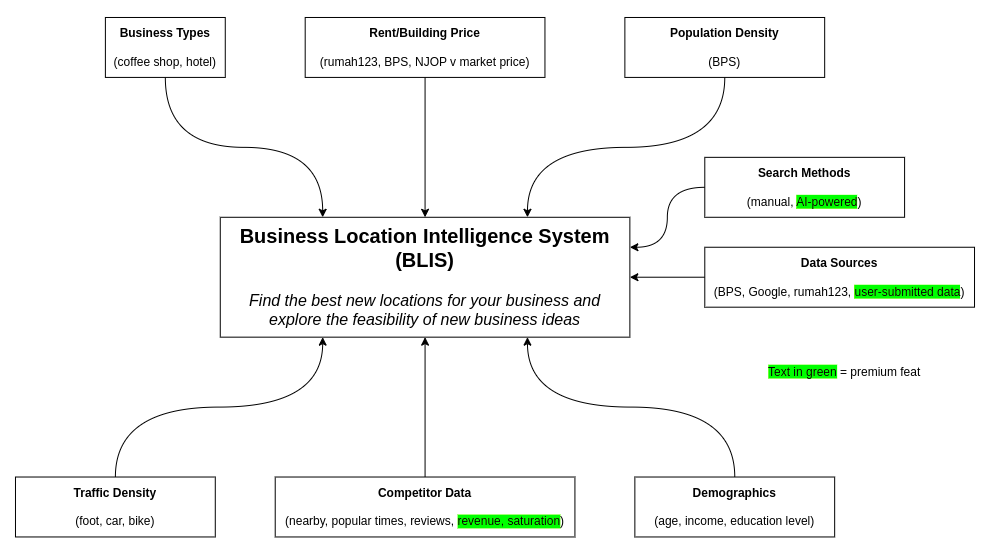 Business Types
(coffee shop, hotel)
Rent/Building Price
(rumah123, BPS, NJOP v market price)
Population Density
(BPS)
Search Methods
(manual, AI-powered)
Business Location Intelligence System
(BLIS)
Find the best new locations for your business and
explore the feasibility of new business ideas
Data Sources
(BPS, Google, rumah123, user-submitted data)
Text in green = premium feat
Traffic Density
(foot, car, bike)
Competitor Data
(nearby, popular times, reviews, revenue, saturation)
Demographics
(age, income, education level)